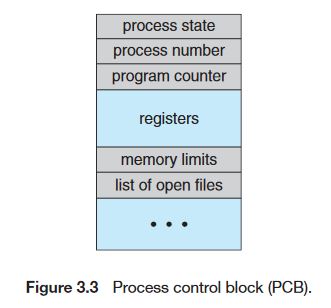 process state
process number
program counter
registers
memory limits
list of open files
• • •
Figure 3.3 Process control block (PCB).